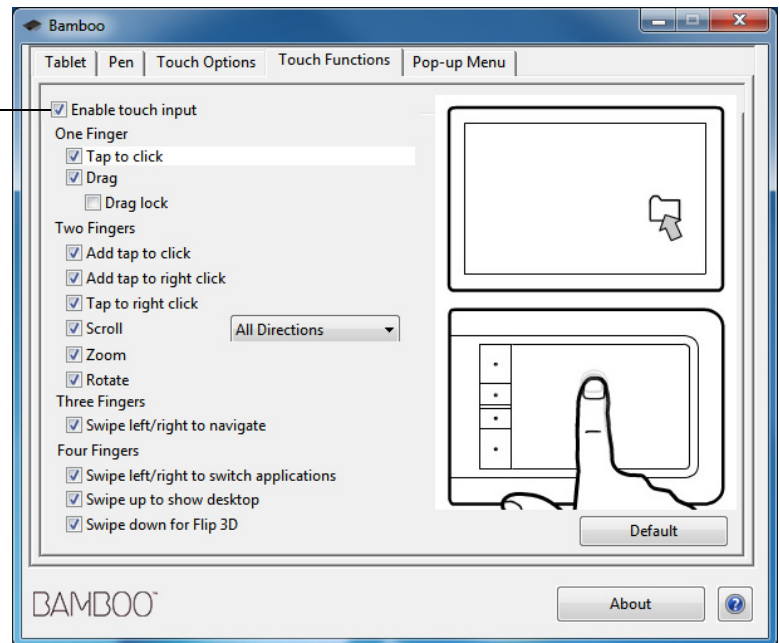 Bamboo
Tablet Pen Touch Options Touch Functions Pop-up Menu
Enable touch input
One Finger
Tap to click
Drag
Drag lock
Two Fingers
Add tap to click
Add tap to right click
Tap to right click
Scroll All Directions
Zoom
Rotate
Three Fingers
Swipe left/right to navigate
Four Fingers
Swipe left/right to switch applications
Swipe up to show desktop
Swipe down for Flip 3D
Default
BAMBOO™ About ?